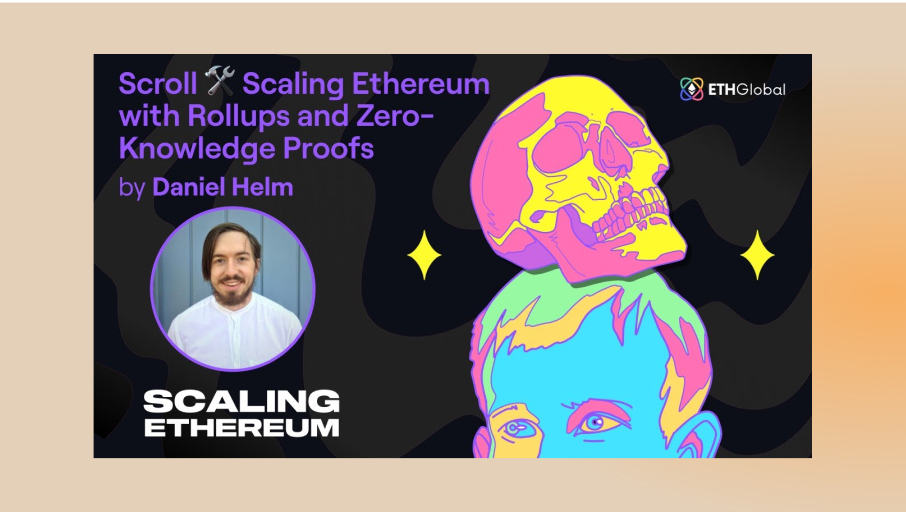 Scroll 🛠 Scaling Ethereum
with Rollups and Zero-
Knowledge Proofs
by Daniel Helm
ETHGlobal
SCALING
ETHEREUM